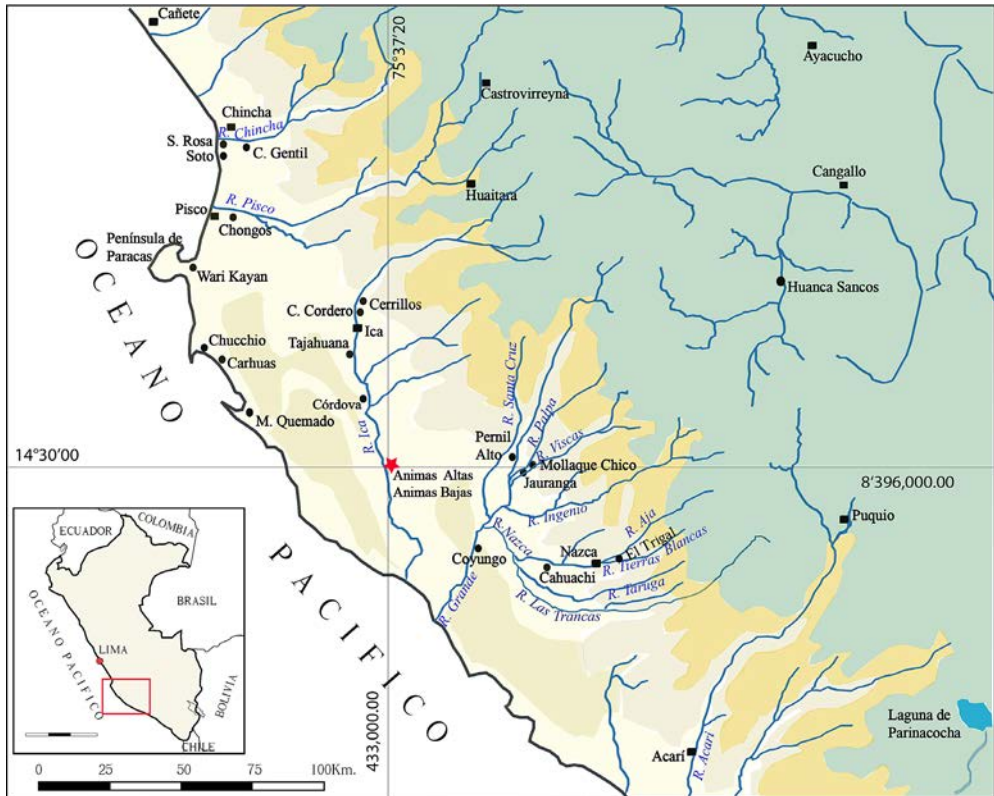 Cañete
75°37'20
Ayacucho
Castrovirreyna
Chincha
R. Chincha
S. Rosa
Soto
C. Gentil
Cangallo
Huaitara
R. Pisco
Pisco
Chongos
Península de
Paracas
Wari Kayan
OCEANO
PACIFICO
Huanca Sancos
Cerrillos
C. Cordero
Ica
Tajahuana
Chucchio
Carhuas
Córdova
M. Quemado
R. Ica
R. Santa Cruz
R. Palpa
R. Viscas
Pernil
Alto
14°30'00
Mollaque Chico
Jauranga
Animas Altas
Animas Bajas
8'396,000.00
R. Ingenio
Puquio
R. Aja
R. Nazca
Nazca
El Trigal
R. Tierras Blancas
Coyungo
Cahuachi
R. Taruga
R. Las Trancas
R. Grande
433,000.00
Laguna de
Parinacocha
Acarí
R. Acari
ECUADOR
COLOMBIA
BRASIL
OCEANO PACIFICO
LIMA
BOLIVIA
CHILE
0 25 50 75 100Km.